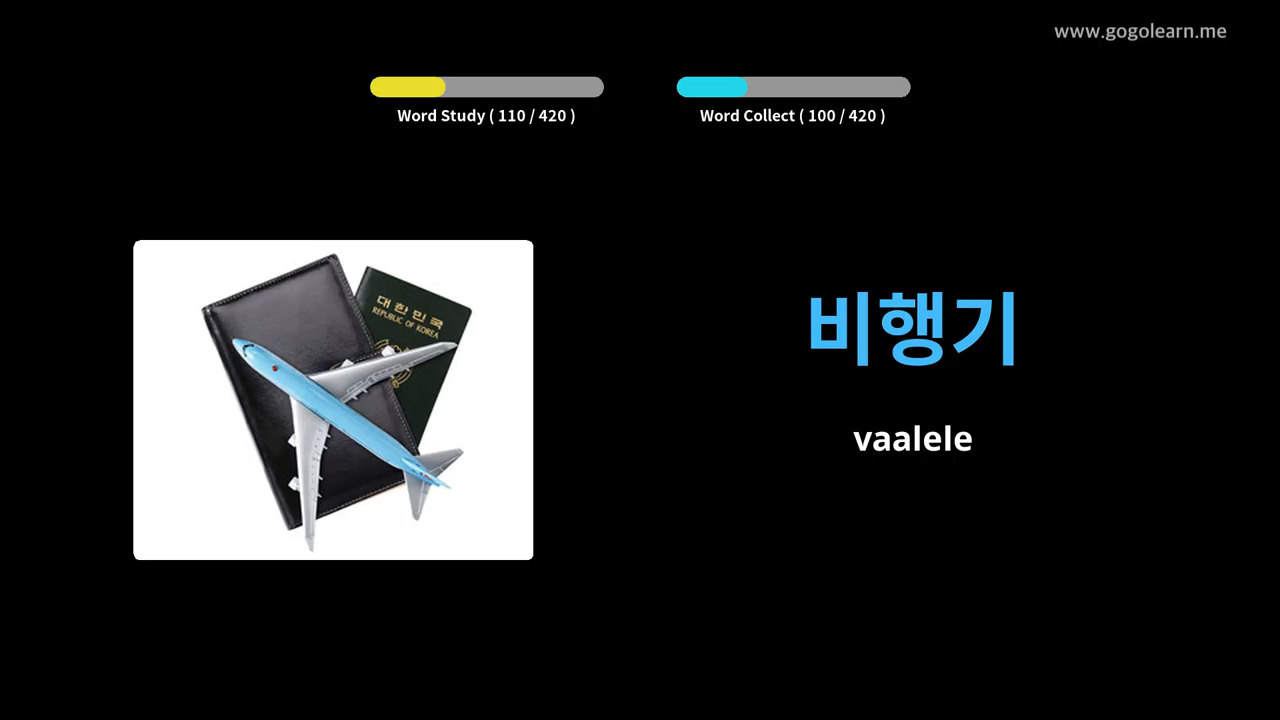 www.gogolearn.me
Word Study ( 110 / 420 )
Word Collect ( 100 / 420 )
대한민국
REPUBLIC OF KOREA
비행기
vaalele